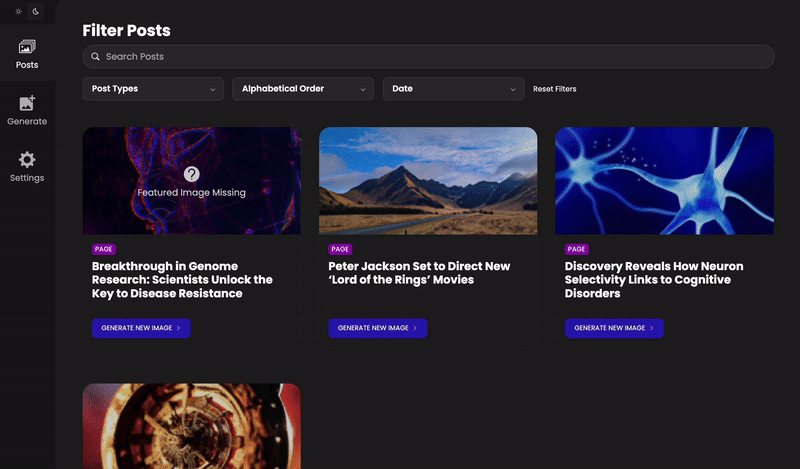 Filter Posts
Posts
Search Posts
Post Types
Alphabetical Order
Date
Reset Filters
Generate
Settings
Featured Image Missing
PAGE
Breakthrough in Genome
Research: Scientists Unlock the
Key to Disease Resistance
GENERATE NEW IMAGE
PAGE
Peter Jackson Set to Direct New
‘Lord of the Rings’ Movies
GENERATE NEW IMAGE
PAGE
Discovery Reveals How Neuron
Selectivity Links to Cognitive
Disorders
GENERATE NEW IMAGE